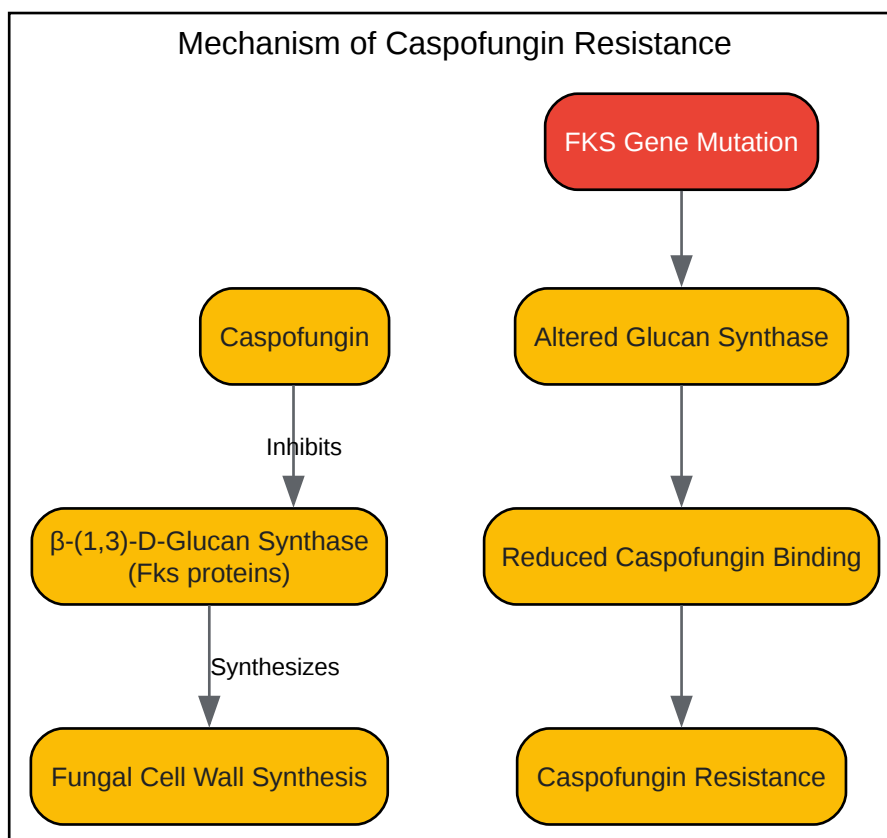 Mechanism of Caspofungin Resistance
FKS Gene Mutation
Caspofungin
Altered Glucan Synthase
Inhibits
β-(1,3)-D-Glucan Synthase
(Fks proteins)
Reduced Caspofungin Binding
Synthesizes
Fungal Cell Wall Synthesis
Caspofungin Resistance